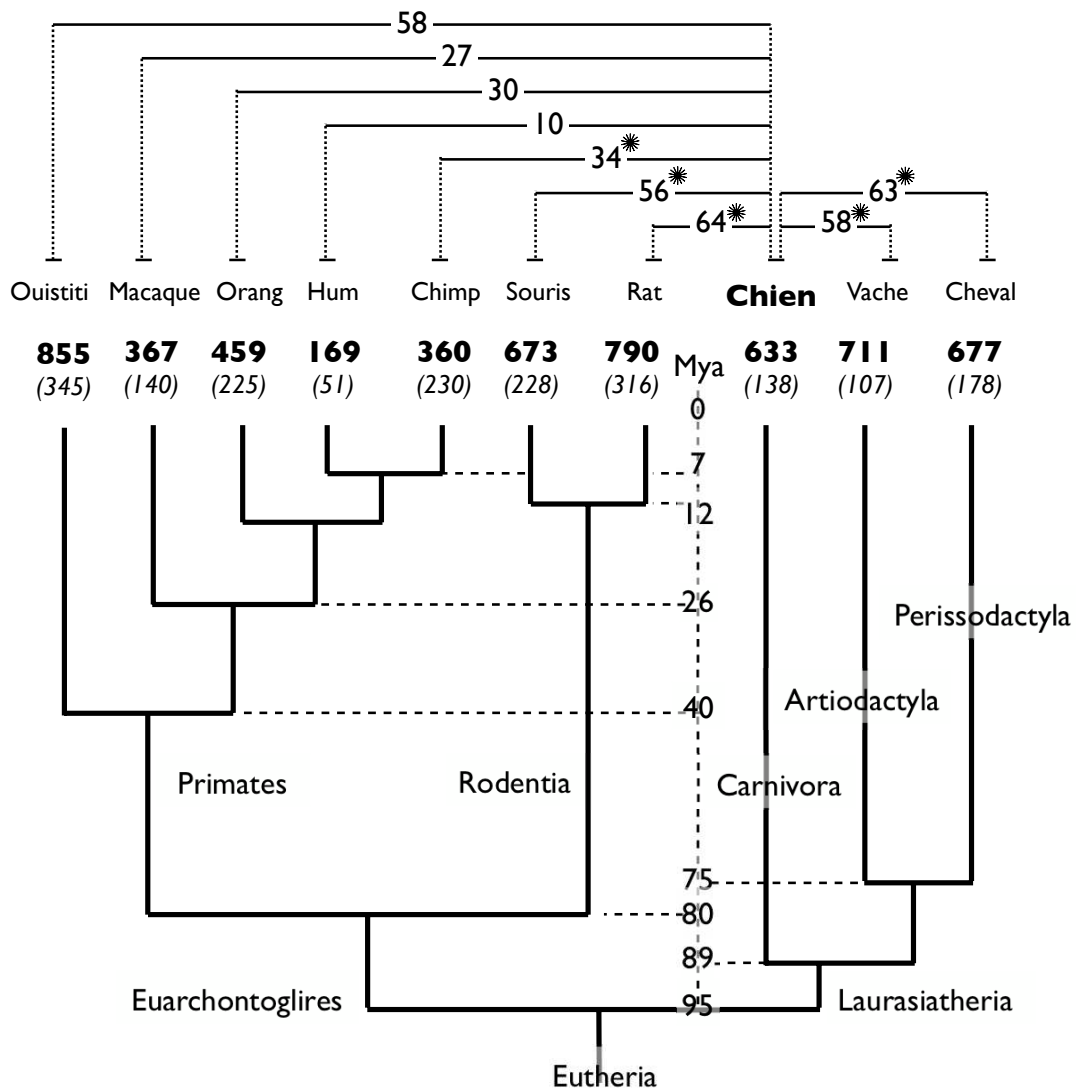 58
27
30
10
34*
56* 63*
64* 58*
Ouistiti Macaque Orang Hum Chimp Souris Rat Chien Vache Cheval
855 367 459 169 360 673 790 Mya 633 711 677
(345) (140) (225) (51) (230) (228) (316) (138) (107) (178)
0
7
12
26
Perissodactyla
Artiodactyla
40
Primates Rodentia Carnivora
75
80
89
Euarchontoglires 95 Laurasiatheria
Eutheria